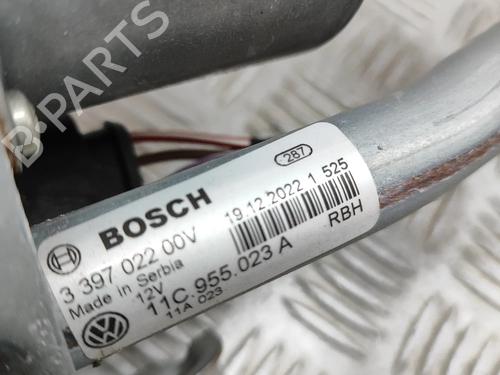 287
BOSCH
19.12.2022 1 525
3 397 022 00V
RBH
Made in Serbia
12V
11C.955.023 A
11A 023
B-PARTS